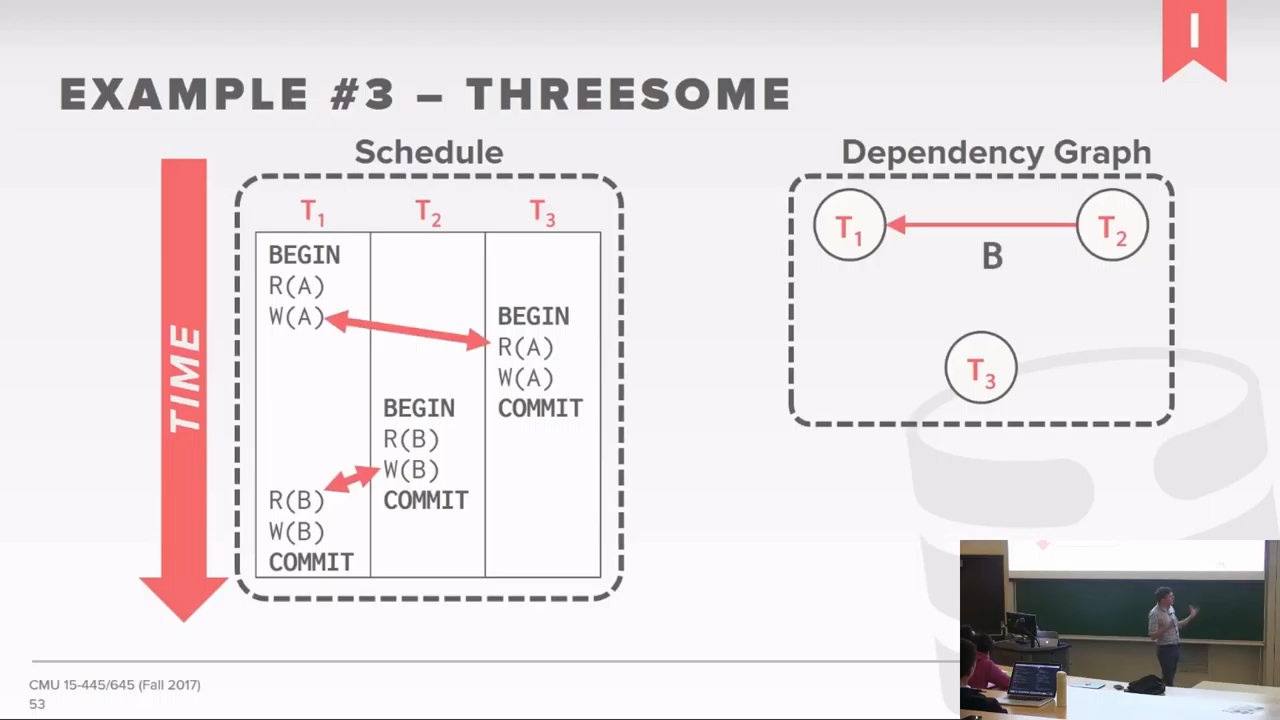 I
EXAMPLE #3 – THREESOME
Schedule
Dependency Graph
TIME
T1 T2 T3
BEGIN
R(A)
W(A)
BEGIN
R(A)
W(A)
BEGIN COMMIT
R(B)
W(B)
R(B) COMMIT
W(B)
COMMIT
T1 T2
B
T3
CMU 15-445/645 (Fall 2017)
53